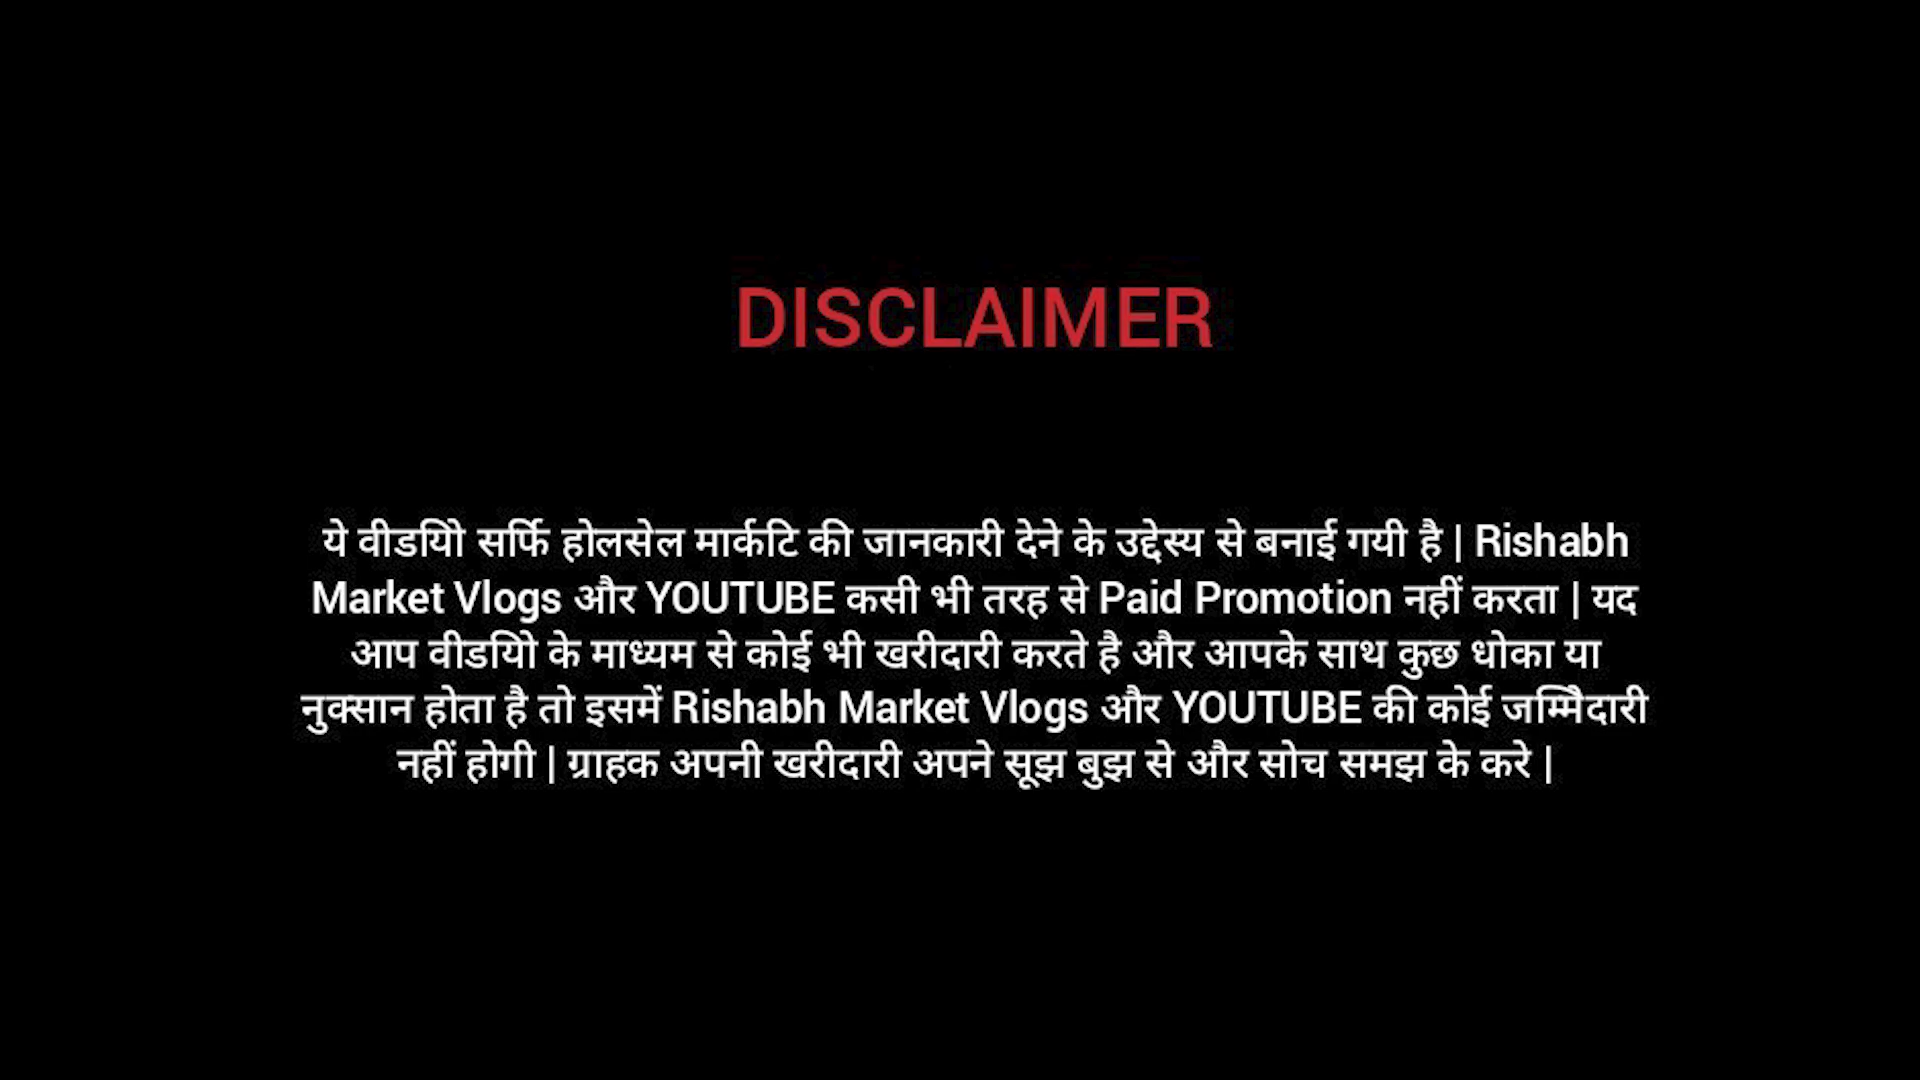 DISCLAIMER
ये वीडियो सिर्फ होलसेल मार्किट की जानकारी देने के उद्देस्य से बनाई गयी है | Rishabh
Market Vlogs और YOUTUBE कसी भी तरह से Paid Promotion नहीं करता | यद
आप वीडियो के माध्यम से कोई भी खरीदारी करते है और आपके साथ कुछ धोका या
नुक्सान होता है तो इसमें Rishabh Market Vlogs और YOUTUBE की कोई जम्मिेदारी
नहीं होगी | ग्राहक अपनी खरीदारी अपने सूझ बुझ से और सोच समझ के करे |